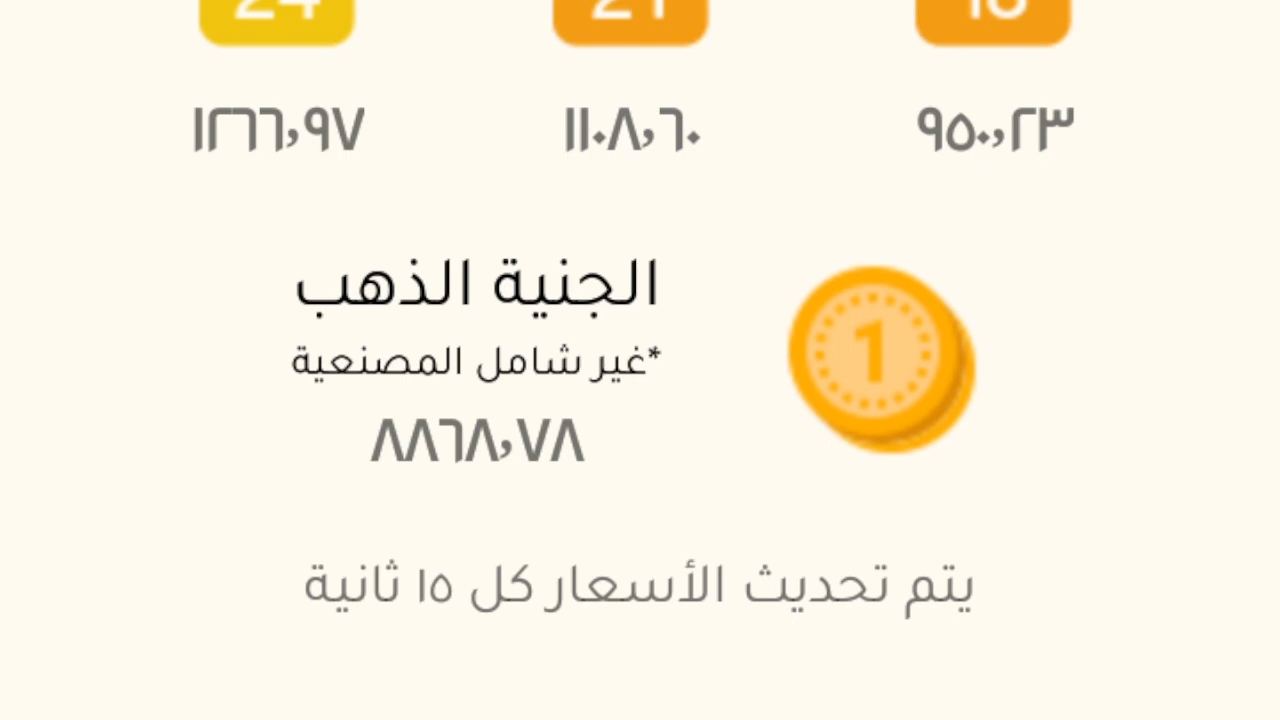 24 21 18
١٢٦٦,٩٧ ١١٠٨,٦٠ ٩٥٠,٢٣
الجنية الذهب
*غير شامل المصنعية
٨٨٦٨,٧٨
1
يتم تحديث الأسعار كل ١٥ ثانية